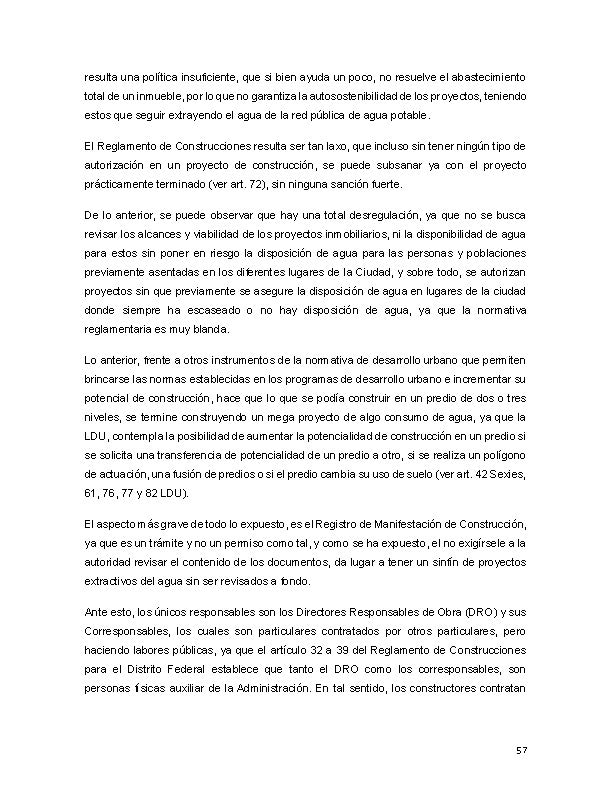 resulta una política insuficiente, que si bien ayuda un poco, no resuelve el abastecimiento
total de un inmueble, por lo que no garantiza la autosostenibilidad de los proyectos, teniendo
estos que seguir extrayendo el agua de la red pública de agua potable.
El Reglamento de Construcciones resulta ser tan laxo, que incluso sin tener ningún tipo de
autorización en un proyecto de construcción, se puede subsanar ya con el proyecto
prácticamente terminado (ver art. 72), sin ninguna sanción fuerte.
De lo anterior, se puede observar que hay una total desregulación, ya que no se busca
revisar los alcances y viabilidad de los proyectos inmobiliarios, ni la disponibilidad de agua
para estos sin poner en riesgo la disposición de agua para las personas y poblaciones
previamente asentadas en los diferentes lugares de la Ciudad, y sobre todo, se autorizan
proyectos sin que previamente se asegure la disposición de agua en lugares de la ciudad
donde siempre ha escaseado o no hay disposición de agua, ya que la normativa
reglamentaria es muy blanda.
Lo anterior, frente a otros instrumentos de la normativa de desarrollo urbano que permiten
brincarse las normas establecidas en los programas de desarrollo urbano e incrementar su
potencial de construcción, hace que lo que se podía construir en un predio de dos o tres
niveles, se termine construyendo un mega proyecto de algo consumo de agua, ya que la
LDU, contempla la posibilidad de aumentar la potencialidad de construcción en un predio si
se solicita una transferencia de potencialidad de un predio a otro, si se realiza un polígono
de actuación, una fusión de predios o si el predio cambia su uso de suelo (ver art. 42 Sexies,
61, 76, 77 y 82 LDU).
El aspecto más grave de todo lo expuesto, es el Registro de Manifestación de Construcción,
ya que es un trámite y no un permiso como tal, y como se ha expuesto, el no exigírsele a la
autoridad revisar el contenido de los documentos, da lugar a tener un sinfín de proyectos
extractivos del agua sin ser revisados a fondo.
Ante esto, los únicos responsables son los Directores Responsables de Obra (DRO) y sus
Corresponsables, los cuales son particulares contratados por otros particulares, pero
haciendo labores públicas, ya que el artículo 32 a 39 del Reglamento de Construcciones
para el Distrito Federal establece que tanto el DRO como los corresponsables, son
personas físicas auxiliar de la Administración. En tal sentido, los constructores contratan
57